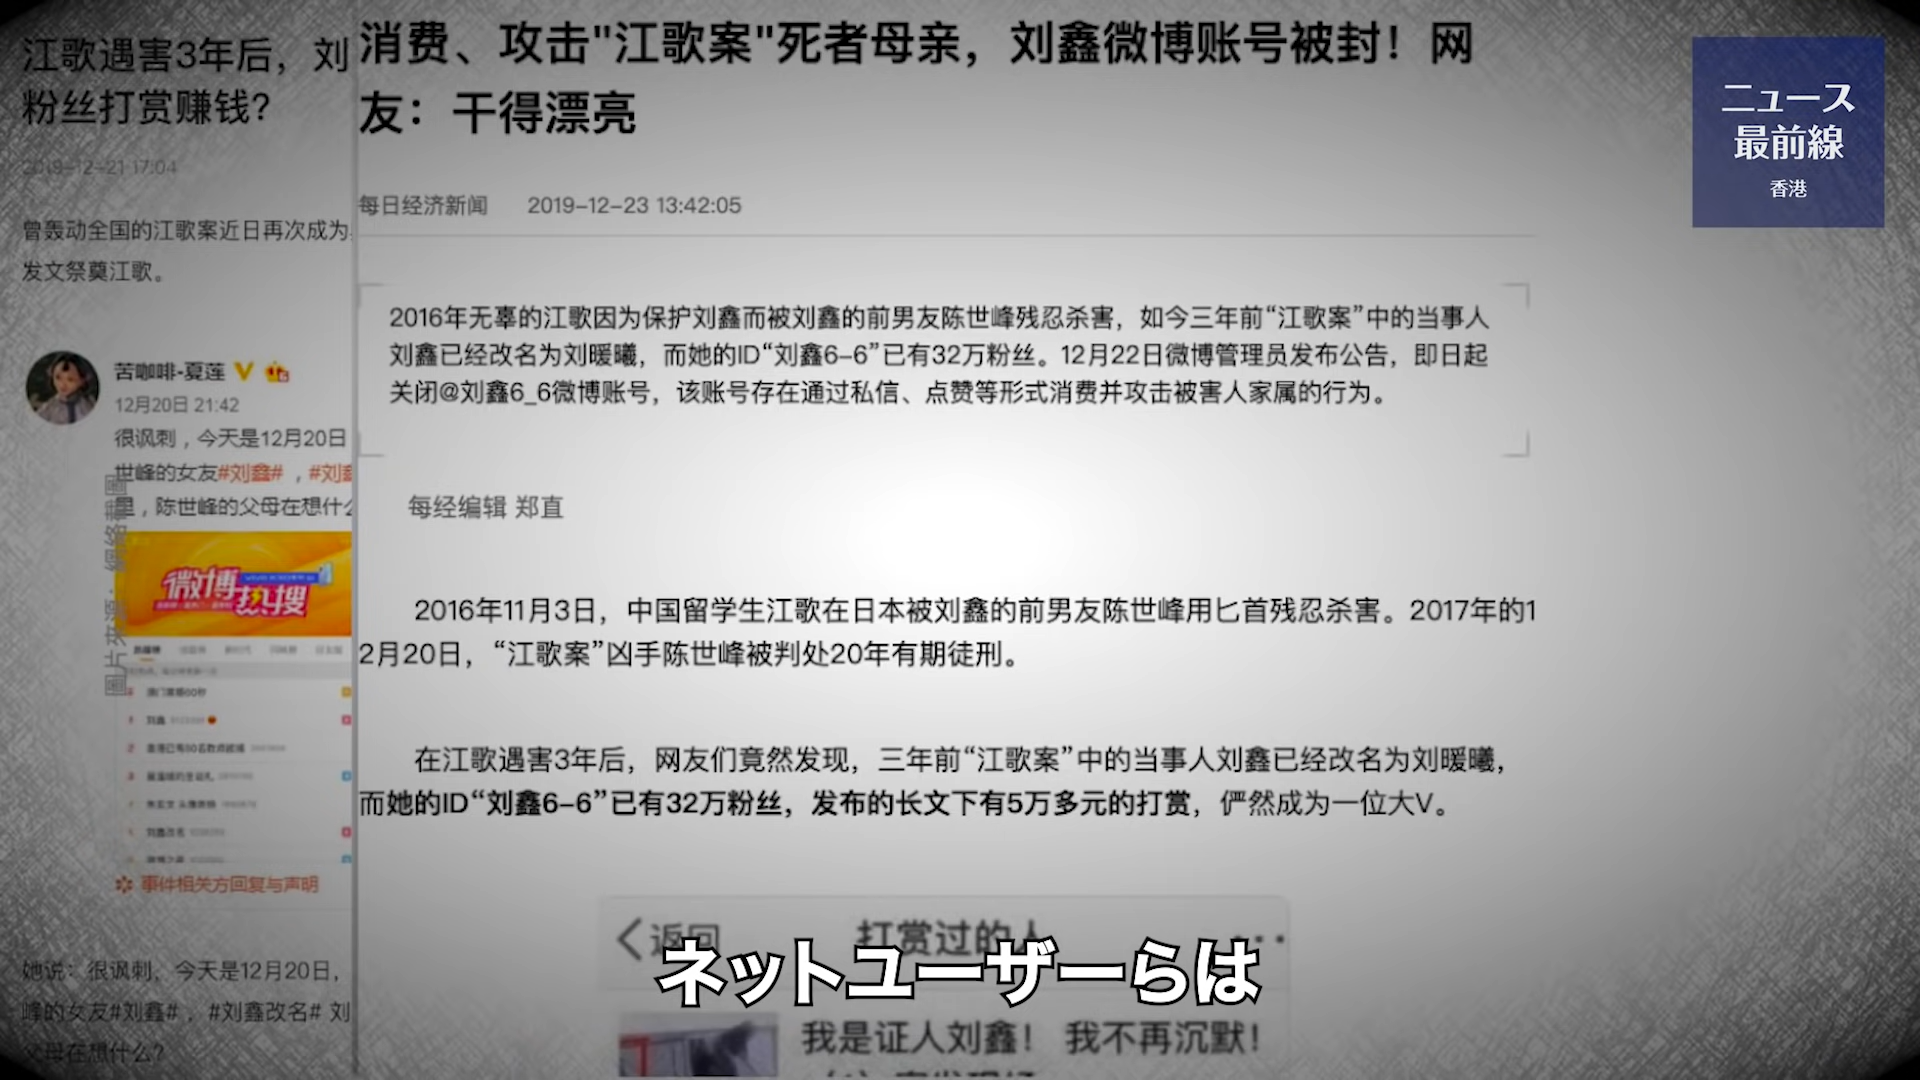 江歌遇害3年后，刘
粉丝打赏赚钱?
2019-12-21 17:04
曾轰动全国的江歌案近日再次成为
发文祭奠江歌。
苦咖啡-夏莲
12月20日 21:42
很讽刺，今天是12月20日
世峰的女友#刘鑫# ，#刘鑫
里，陈世峰的父母在想什么
微博
热搜
刘鑫
刘鑫改名
事件相关方回复与声明
她说：很讽刺，今天是12月20日，
峰的女友#刘鑫# ，#刘鑫改名# 刘
父母在想什么?
消费、攻击"江歌案"死者母亲，刘鑫微博账号被封！网
友：干得漂亮
每日经济新闻 2019-12-23 13:42:05
2016年无辜的江歌因为保护刘鑫而被刘鑫的前男友陈世峰残忍杀害，如今三年前“江歌案”中的当事人
刘鑫已经改名为刘暖曦，而她的ID“刘鑫6-6”已有32万粉丝。12月22日微博管理员发布公告，即日起
关闭@刘鑫6_6微博账号，该账号存在通过私信、点赞等形式消费并攻击被害人家属的行为。
每经编辑 郑直
2016年11月3日，中国留学生江歌在日本被刘鑫的前男友陈世峰用匕首残忍杀害。2017年的1
2月20日，“江歌案”凶手陈世峰被判处20年有期徒刑。
在江歌遇害3年后，网友们竟然发现，三年前“江歌案”中的当事人刘鑫已经改名为刘暖曦，
而她的ID“刘鑫6-6”已有32万粉丝，发布的长文下有5万多元的打赏，俨然成为一位大V。
返回 打赏过的人
我是证人刘鑫！ 我不再沉默！
ネットユーザーらは
ニュース
最前線
香港